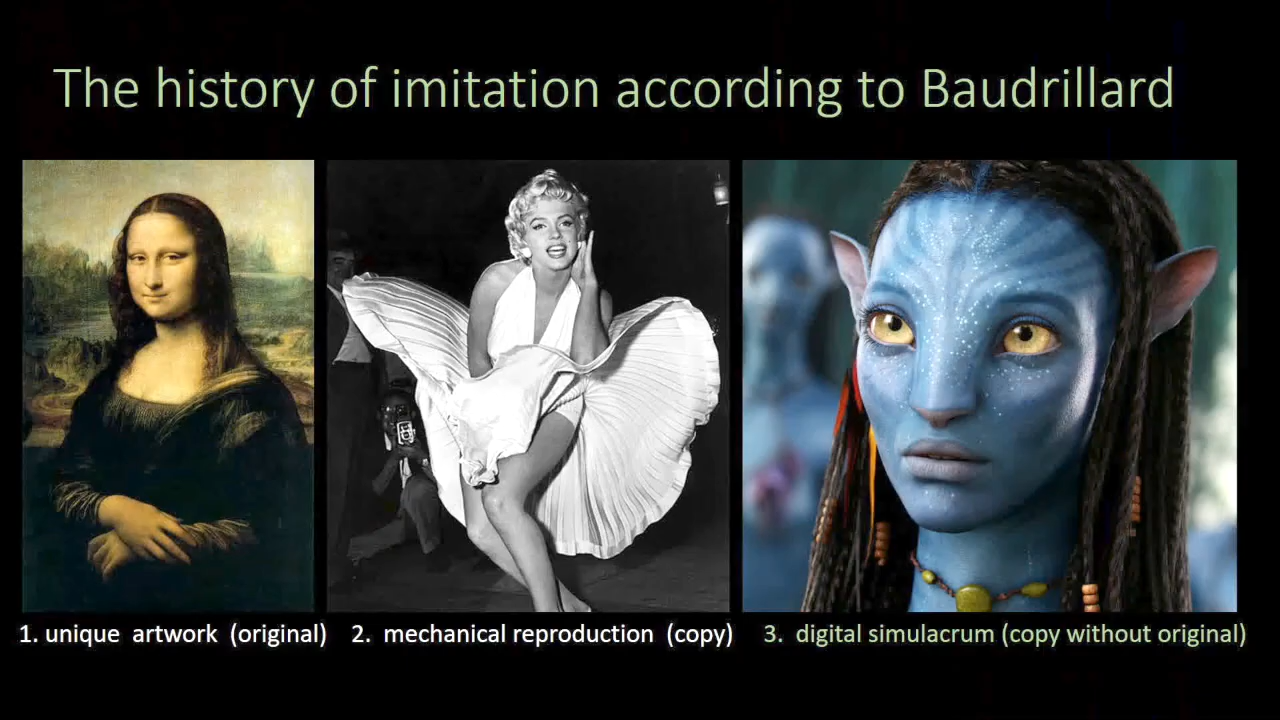 The history of imitation according to Baudrillard
1. unique artwork (original)
2. mechanical reproduction (copy)
3. digital simulacrum (copy without original)